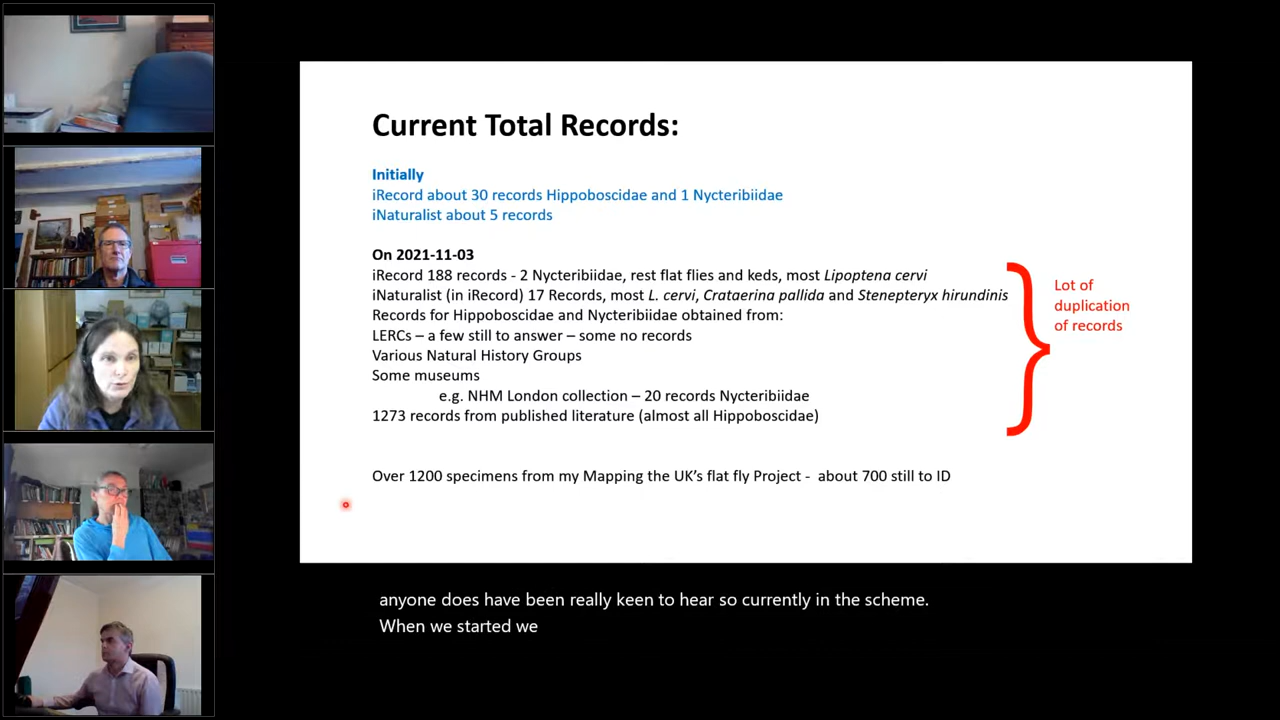 Current Total Records:
Initially
iRecord about 30 records Hippoboscidae and 1 Nycteribiidae
iNaturalist about 5 records
On 2021-11-03
iRecord 188 records - 2 Nycteribiidae, rest flat flies and keds, most Lipoptena cervi
iNaturalist (in iRecord) 17 Records, most L. cervi, Crataerina pallida and Stenepteryx hirundinis
Records for Hippoboscidae and Nycteribiidae obtained from:
LERCs – a few still to answer – some no records
Various Natural History Groups
Some museums
e.g. NHM London collection – 20 records Nycteribiidae
1273 records from published literature (almost all Hippoboscidae)
Lot of
duplication
of records
Over 1200 specimens from my Mapping the UK's flat fly Project - about 700 still to ID
anyone does have been really keen to hear so currently in the scheme.
When we started we